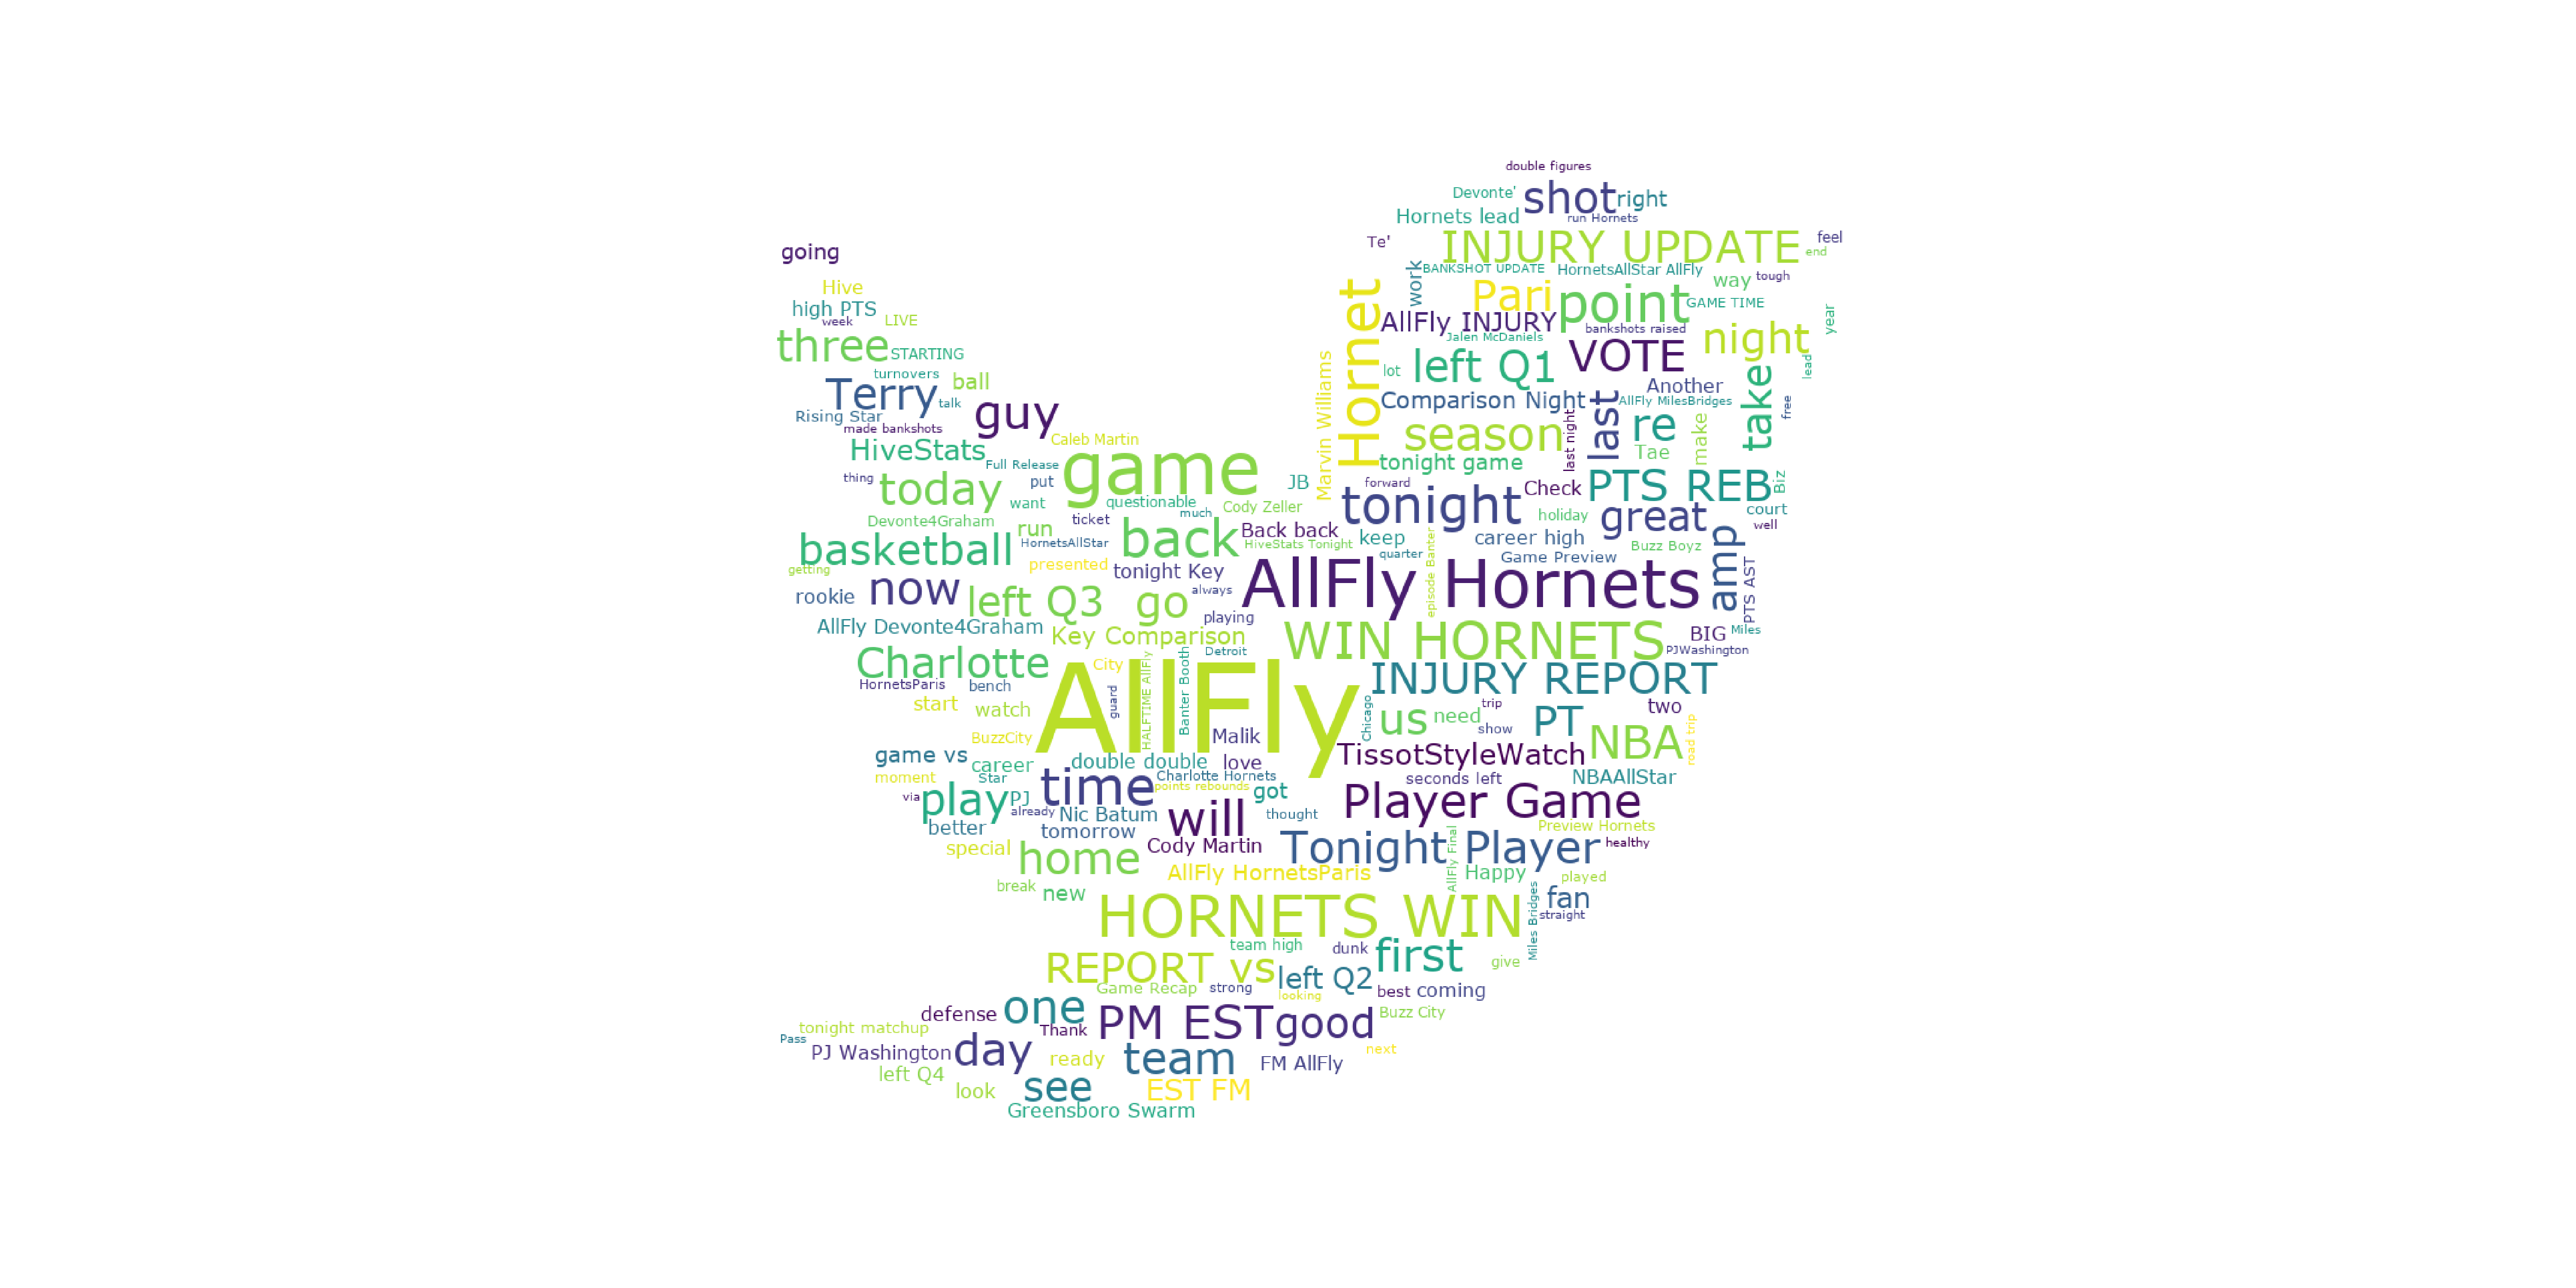 double figures
Devonte'
shot
right
Hornets lead
run Hornets
Te'
INJURY UPDATE
feel
end
going
work
BANKSHOT UPDATE
HornetsAllStar AllFly
way
tough
Hive
Hornet
Pari
point
GAME TIME
high PTS
week
LIVE
AllFly INJURY
bankshots raised
year
three
STARTING
Jalen McDaniels
night
left Q1
VOTE
lead
turnovers
ball
Marvin Williams
lot
take
Terry
talk
Comparison Night
last
Another
AllFly MilesBridges
free
Rising Star
guy
made bankshots
season
last night
re
make
Caleb Martin
HiveStats
game
tonight game
Tae
Full Release
thing
today
put
want
questionable
much
Cody Zeller
JB
forward
tonight
Check
PTS REB
Biz
holiday
great
court
well
Devonte4Graham
run
ticket
back
Back back
keep
career high
Buzz Boyz
amp
basketball
HornetsAllStar
HiveStats Tonight
quarter
episode Banter
Game Preview
getting
presented
tonight Key
AllFly Hornets
PTS AST
rookie
now
left Q3
go
always
playing
AllFly Devonte4Graham
Key Comparison
WIN HORNETS
BIG
Miles
PJWashington
Charlotte
City
HALFTIME AllFly
Banter Booth
Detroit
AllFly
INJURY REPORT
HornetsParis
bench
guard
start
watch
Chicago
us
need
trip
show
PT
two
NBA
road trip
BuzzCity
Malik
game vs
career
double double
love
TissotStyleWatch
moment
Star
time
Charlotte Hornets
points rebounds
seconds left
NBAAllStar
via
play
PJ
already
Nic Batum
got
Player Game
better
tomorrow
will
thought
Preview Hornets
special
home
Cody Martin
Tonight Player
healthy
AllFly Final
break
new
AllFly HornetsParis
Happy
played
HORNETS WIN
Miles Bridges
fan
straight
team high
dunk
first
give
REPORT vs
Game Recap
strong
left Q2
looking
best
coming
defense
one
Thank
PM EST
good
Buzz City
tonight matchup
Pass
PJ Washington
day
ready
team
FM AllFly
next
left Q4
look
see
EST FM
Greensboro Swarm